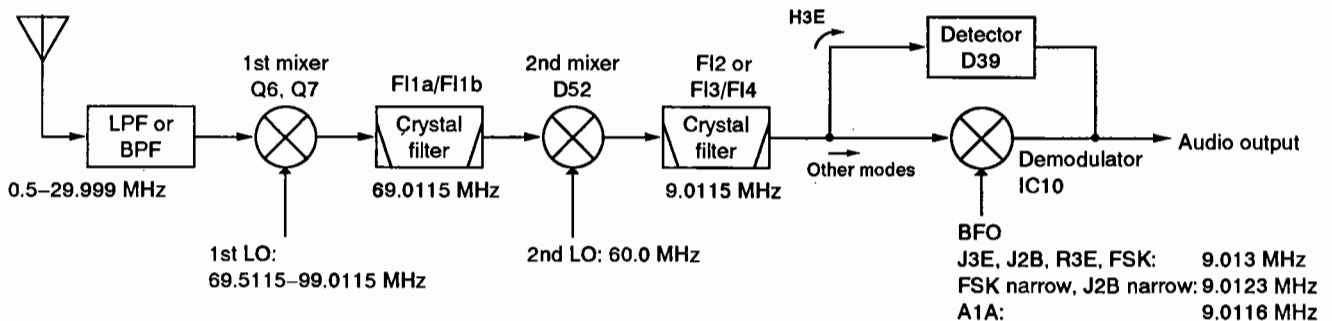 H3E
Detector
D39
1st mixer
Q6, Q7
FI1a/FI1b
2nd mixer
D52
FI2 or
FI3/FI4
LPF or
BPF
Crystal
filter
Crystal
filter
Audio output
Other modes
Demodulator
IC10
0.5–29.999 MHz
69.0115 MHz
9.0115 MHz
1st LO:
69.5115–99.0115 MHz
2nd LO: 60.0 MHz
BFO
J3E, J2B, R3E, FSK: 9.013 MHz
FSK narrow, J2B narrow: 9.0123 MHz
A1A: 9.0116 MHz